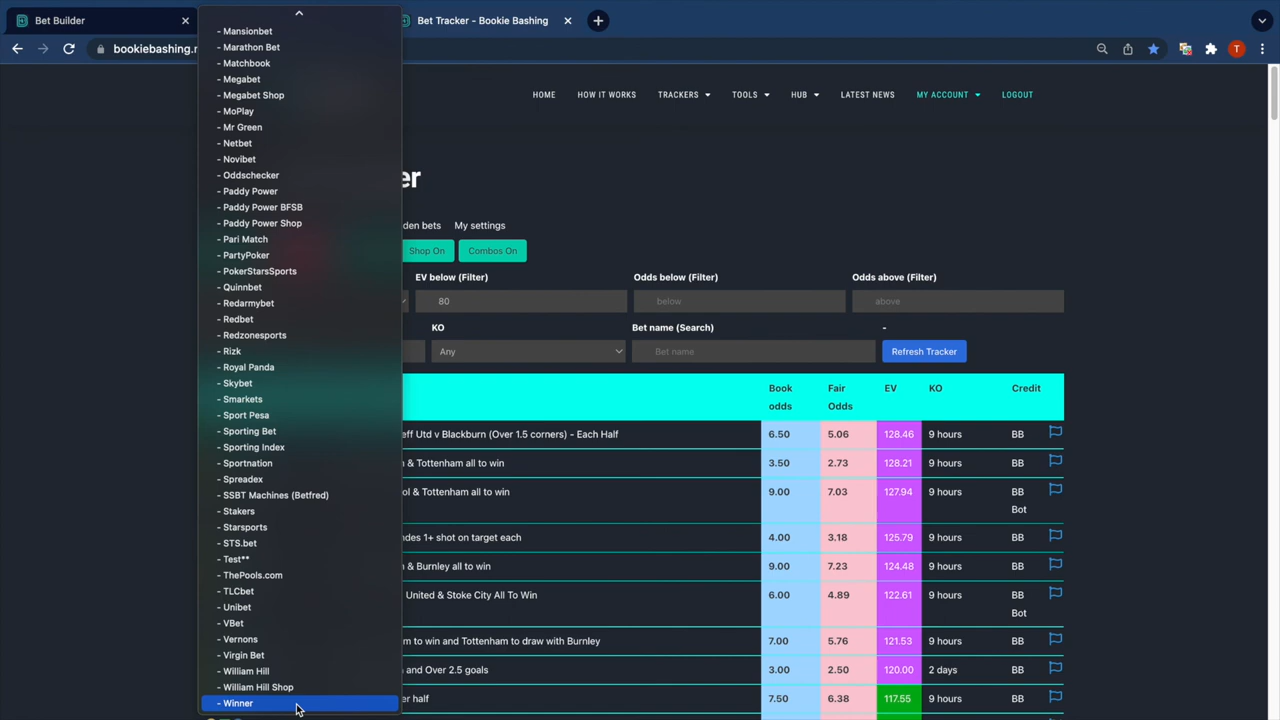 Bet Builder
Bet Tracker - Bookie Bashing
bookiebashing.n
- Mansionbet
- Marathon Bet
- Matchbook
- Megabet
- Megabet Shop
- MoPlay
- Mr Green
- Netbet
- Novibet
- Oddschecker
- Paddy Power
- Paddy Power BFSB
- Paddy Power Shop
- Pari Match
- PartyPoker
- PokerStarsSports
- Quinnbet
- Redarmybet
- Redbet
- Redzonesports
- Rizk
- Royal Panda
- Skybet
- Smarkets
- Sport Pesa
- Sporting Bet
- Sporting Index
- Sportnation
- Spreadex
- SSBT Machines (Betfred)
- Stakers
- Starsports
- STS.bet
- Test**
- ThePools.com
- TLCbet
- Unibet
- VBet
- Vernons
- Virgin Bet
- William Hill
- William Hill Shop
- Winner
HOME HOW IT WORKS TRACKERS TOOLS HUB LATEST NEWS MY ACCOUNT LOGOUT
er
den bets My settings
Shop On Combos On
EV below (Filter) Odds below (Filter) Odds above (Filter)
80 below above
KO Bet name (Search) -
Any Bet name Refresh Tracker
Book odds Fair Odds EV KO Credit
eff Utd v Blackburn (Over 1.5 corners) - Each Half 6.50 5.06 128.46 9 hours BB
& Tottenham all to win 3.50 2.73 128.21 9 hours BB
ol & Tottenham all to win 9.00 7.03 127.94 9 hours BB Bot
ndes 1+ shot on target each 4.00 3.18 125.79 9 hours BB
& Burnley all to win 9.00 7.23 124.48 9 hours BB
United & Stoke City All To Win 6.00 4.89 122.61 9 hours BB Bot
m to win and Tottenham to draw with Burnley 7.00 5.76 121.53 9 hours BB
and Over 2.5 goals 3.00 2.50 120.00 2 days BB
er half 7.50 6.38 117.55 9 hours BB
T